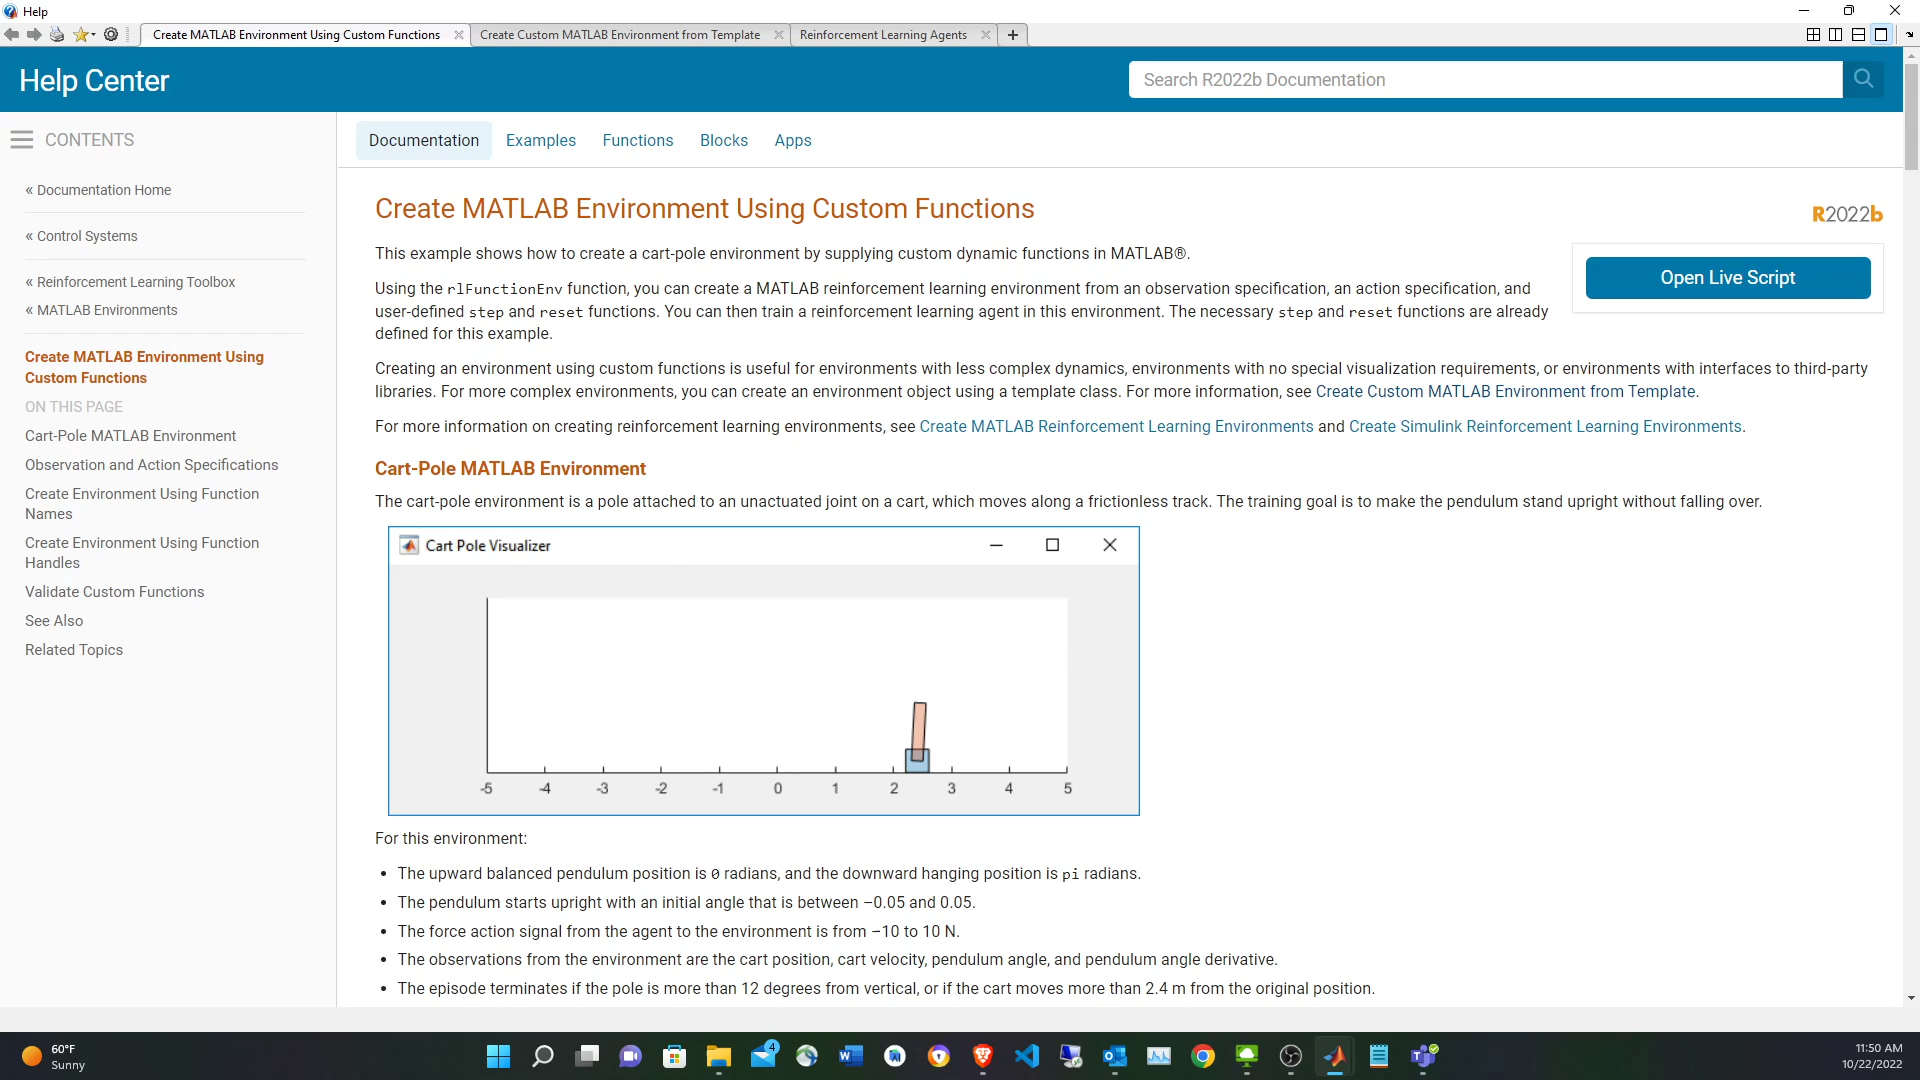 Help
Create MATLAB Environment Using Custom Functions
Create Custom MATLAB Environment from Template
Reinforcement Learning Agents
Help Center
Search R2022b Documentation
CONTENTS
« Documentation Home
« Control Systems
« Reinforcement Learning Toolbox
« MATLAB Environments
Create MATLAB Environment Using
Custom Functions
ON THIS PAGE
Cart-Pole MATLAB Environment
Observation and Action Specifications
Create Environment Using Function
Names
Create Environment Using Function
Handles
Validate Custom Functions
See Also
Related Topics
Documentation Examples Functions Blocks Apps
Create MATLAB Environment Using Custom Functions
R2022b
Open Live Script
This example shows how to create a cart-pole environment by supplying custom dynamic functions in MATLAB®.
Using the rlFunctionEnv function, you can create a MATLAB reinforcement learning environment from an observation specification, an action specification, and
user-defined step and reset functions. You can then train a reinforcement learning agent in this environment. The necessary step and reset functions are already
defined for this example.
Creating an environment using custom functions is useful for environments with less complex dynamics, environments with no special visualization requirements, or environments with interfaces to third-party
libraries. For more complex environments, you can create an environment object using a template class. For more information, see Create Custom MATLAB Environment from Template.
For more information on creating reinforcement learning environments, see Create MATLAB Reinforcement Learning Environments and Create Simulink Reinforcement Learning Environments.
Cart-Pole MATLAB Environment
The cart-pole environment is a pole attached to an unactuated joint on a cart, which moves along a frictionless track. The training goal is to make the pendulum stand upright without falling over.
Cart Pole Visualizer
-5 -4 -3 -2 -1 0 1 2 3 4 5
For this environment:
• The upward balanced pendulum position is 0 radians, and the downward hanging position is pi radians.
• The pendulum starts upright with an initial angle that is between −0.05 and 0.05.
• The force action signal from the agent to the environment is from −10 to 10 N.
• The observations from the environment are the cart position, cart velocity, pendulum angle, and pendulum angle derivative.
• The episode terminates if the pole is more than 12 degrees from vertical, or if the cart moves more than 2.4 m from the original position.
60°F
Sunny
4
11:50 AM
10/22/2022